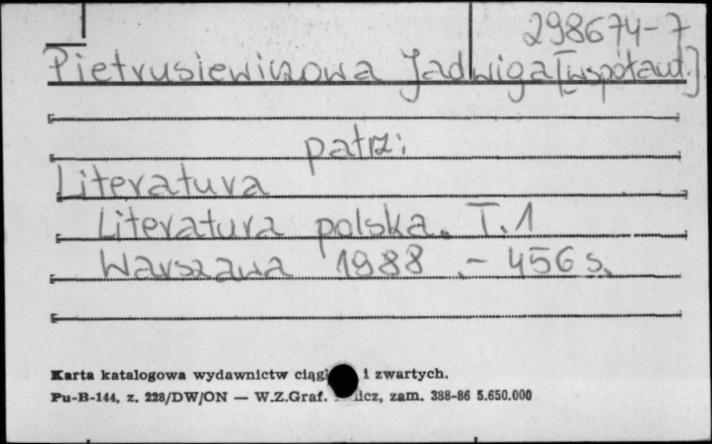 298674-7
Pietrusiewiczowa Jadwiga [współaut.]
patrz:
Literatura
Literatura polska. T. 1
Warszawa 1988 .- 456 s.
Karta katalogowa wydawnictw i zwartych.
Pu-B-144, z. 228/DW/ON — W.Z.Graf. zam. 388-86 5.650.000